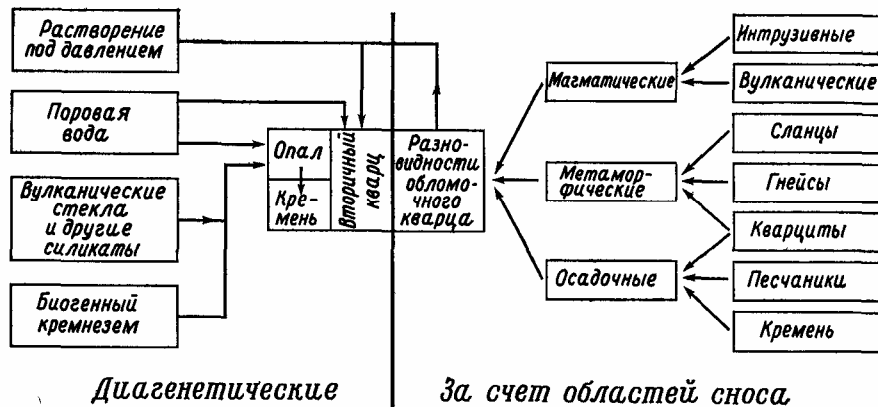 Растворение
под давлением
Поровая
вода
Вулканические
стекла
и другие
силикаты
Биогенный
кремнезем
Опал
Кре-
мень
Вторичный
кварц
Разно-
видности
обломо-
чного
кварца
Магматические
Метамор-
фические
Осадочные
Интрузивные
Вулканические
Сланцы
Гнейсы
Кварциты
Песчаники
Кремень
Диагенетические
За счет областей сноса